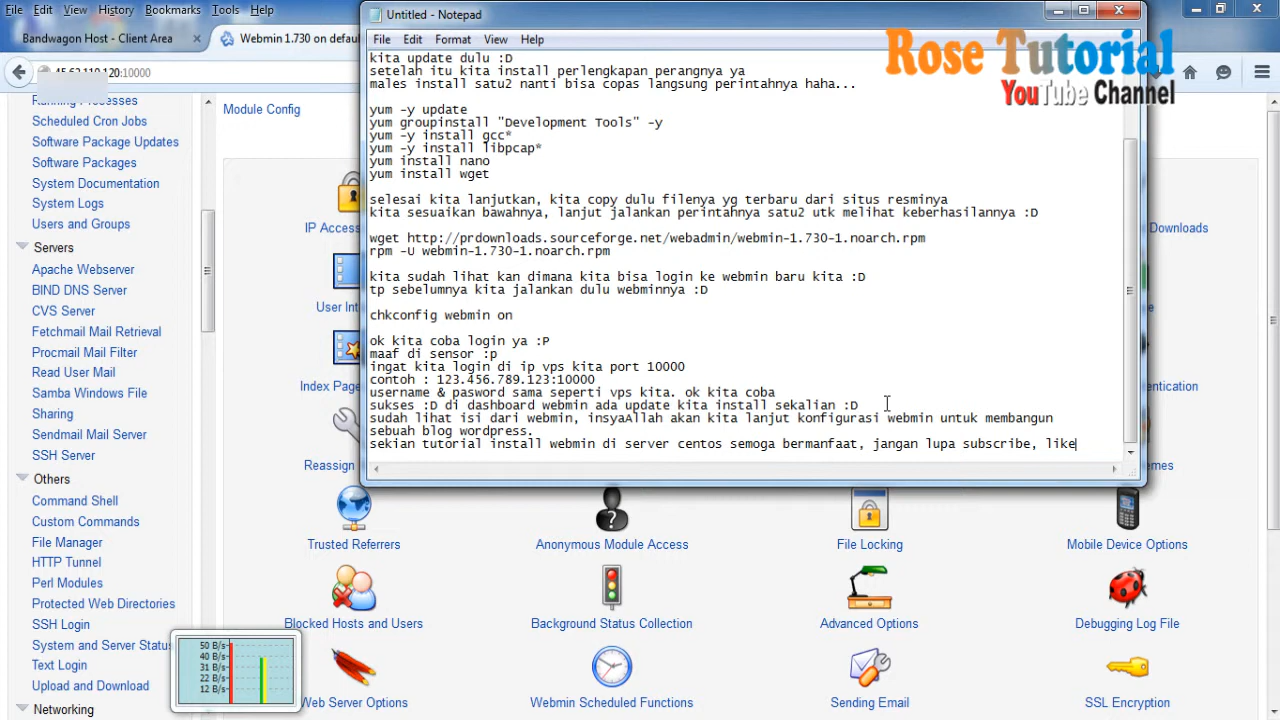 File Edit View History Bookmarks Tools Help
Untitled - Notepad
Bandwagon Host - Client Area
Webmin 1.730 on defau
:10000
File Edit Format View Help
Rose Tutorial
YouTube Channel
kita update dulu :D
setelah itu kita install perlengkapan perangnya ya
males install satu2 nanti bisa copas langsung perintahnya haha...
yum -y update
yum groupinstall "Development Tools" -y
yum -y install gcc*
yum -y install libpcap*
yum install nano
yum install wget
selesai kita lanjutkan, kita copy dulu filenya yg terbaru dari situs resminya
kita sesuaikan bawahnya, lanjut jalankan perintahnya satu2 utk melihat keberhasilannya :D
wget http://prdownloads.sourceforge.net/webadmin/webmin-1.730-1.noarch.rpm
rpm -U webmin-1.730-1.noarch.rpm
kita sudah lihat kan dimana kita bisa login ke webmin baru kita :D
tp sebelumnya kita jalankan dulu webminnya :D
chkconfig webmin on
ok kita coba login ya :P
maaf di sensor :p
ingat kita login di ip vps kita port 10000
contoh : 123.456.789.123:10000
username & pasword sama seperti vps kita. ok kita coba
sukses :D di dashboard webmin ada update kita install sekalian :D
sudah lihat isi dari webmin, insyaAllah akan kita lanjut konfigurasi webmin untuk membangun
sebuah blog wordpress.
sekian tutorial install webmin di server centos semoga bermanfaat, jangan lupa subscribe, like
Running Processes
Scheduled Cron Jobs
Software Package Updates
Software Packages
System Documentation
System Logs
Users and Groups
Servers
Apache Webserver
BIND DNS Server
CVS Server
Fetchmail Mail Retrieval
Procmail Mail Filter
Read User Mail
Samba Windows File
Sharing
Sendmail Mail Server
SSH Server
Others
Command Shell
Custom Commands
File Manager
HTTP Tunnel
Perl Modules
Protected Web Directories
SSH Login
System and Server Status
Text Login
Upload and Download
Networking
50 B/s
40 B/s
31 B/s
22 B/s
12 B/s
Module Config
IP Access
Downloads
User Int
Index Page
Reassign
Trusted Referrers
Anonymous Module Access
File Locking
Mobile Device Options
Blocked Hosts and Users
Background Status Collection
Advanced Options
Debugging Log File
Web Server Options
Webmin Scheduled Functions
Sending Email
SSL Encryption